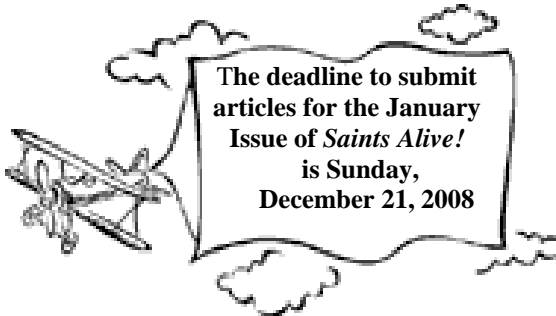 The deadline to submit
articles for the January
Issue of Saints Alive!
is Sunday,
December 21, 2008